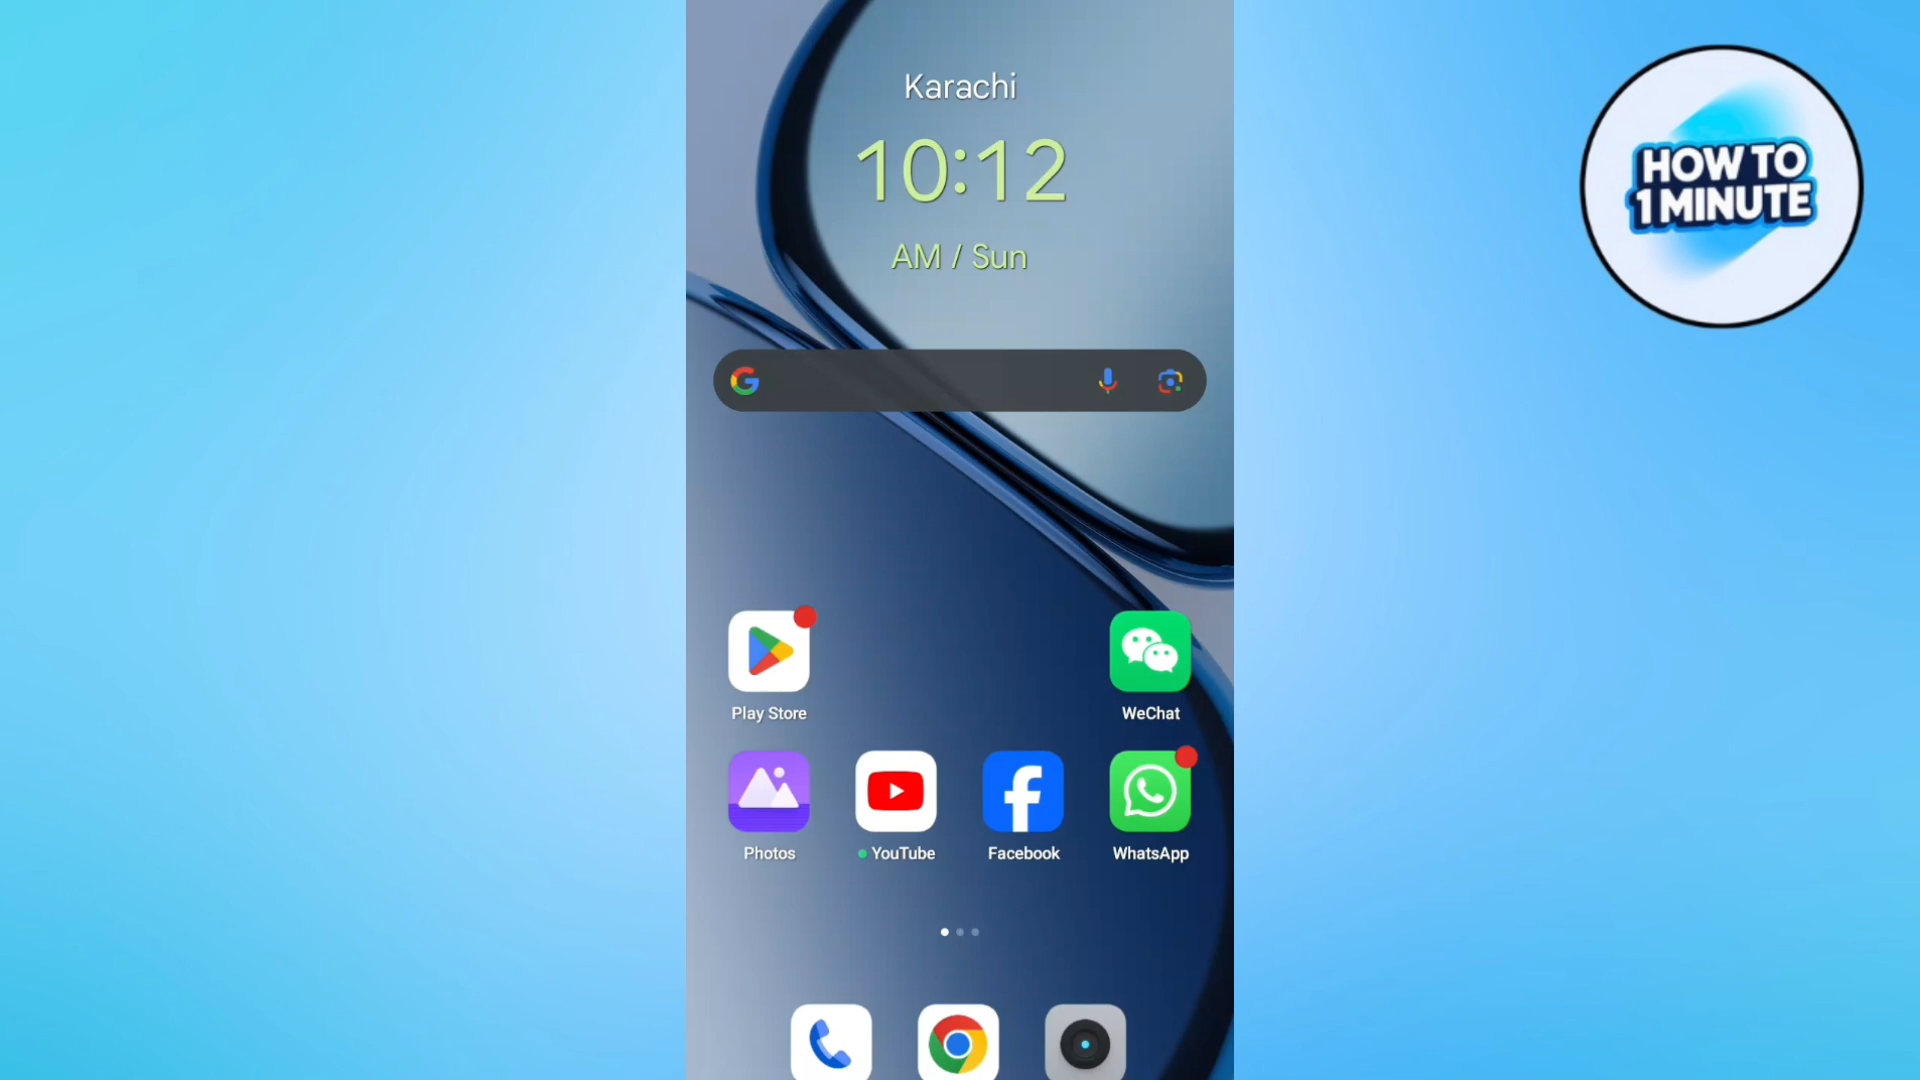 Karachi
10:12
AM / Sun
HOW TO
1 MINUTE
Play Store
WeChat
Photos
YouTube
Facebook
WhatsApp